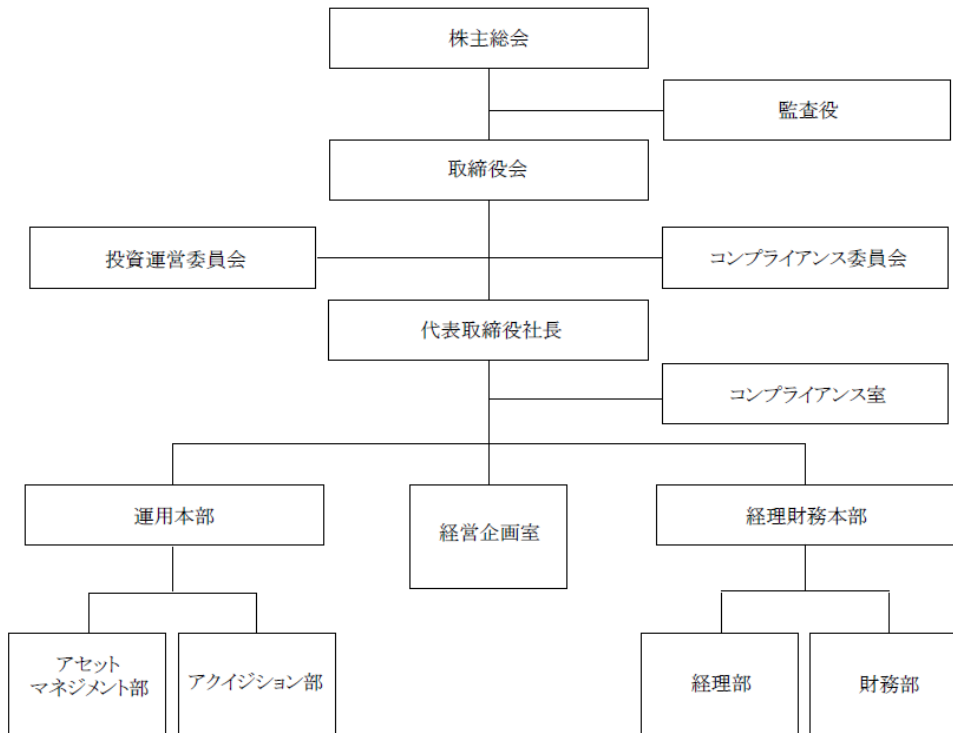 株主総会
監査役
取締役会
投資運営委員会
コンプライアンス委員会
代表取締役社長
コンプライアンス室
運用本部
経営企画室
経理財務本部
アセット
マネジメント部
アクイジション部
経理部
財務部